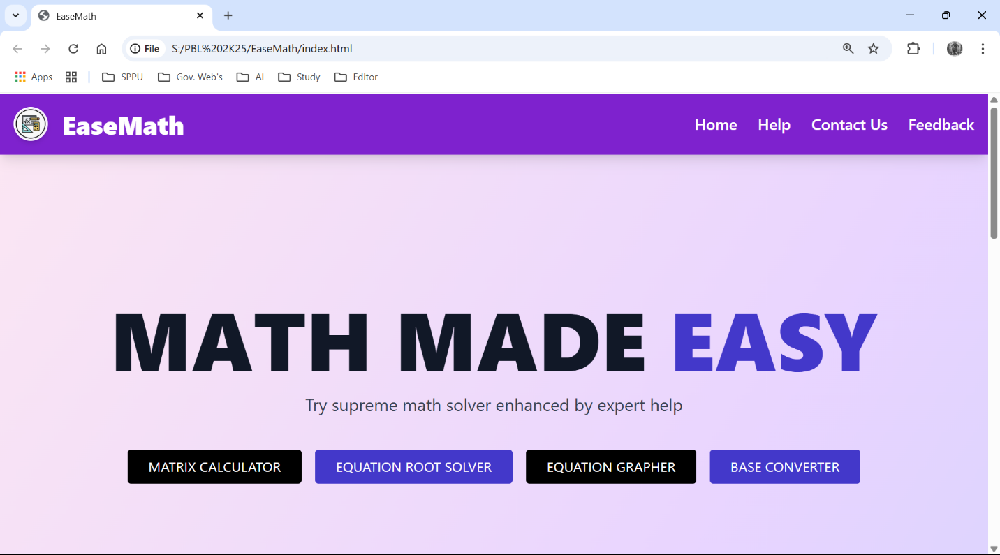 EaseMath
File S:/PBL%202K25/EaseMath/index.html
Apps SPPU Gov. Web's AI Study Editor
EaseMath Home Help Contact Us Feedback
MATH MADE EASY
Try supreme math solver enhanced by expert help
MATRIX CALCULATOR EQUATION ROOT SOLVER EQUATION GRAPHER BASE CONVERTER